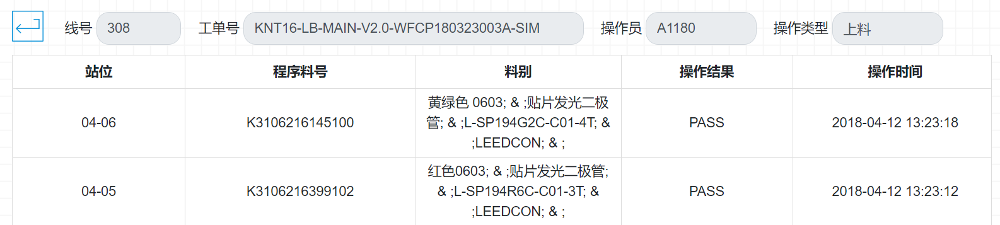 线号 308 工单号 KNT16-LB-MAIN-V2.0-WFCP180323003A-SIM 操作员 A1180 操作类型 上料
站位 程序料号 料别 操作结果 操作时间
04-06 K3106216145100 黄绿色 0603; & ;贴片发光二极
管; & ;L-SP194G2C-C01-4T; &
;LEEDCON; & ; PASS 2018-04-12 13:23:18
04-05 K3106216399102 红色0603; & ;贴片发光二极管;
& ;L-SP194R6C-C01-3T; &
;LEEDCON; & ; PASS 2018-04-12 13:23:12